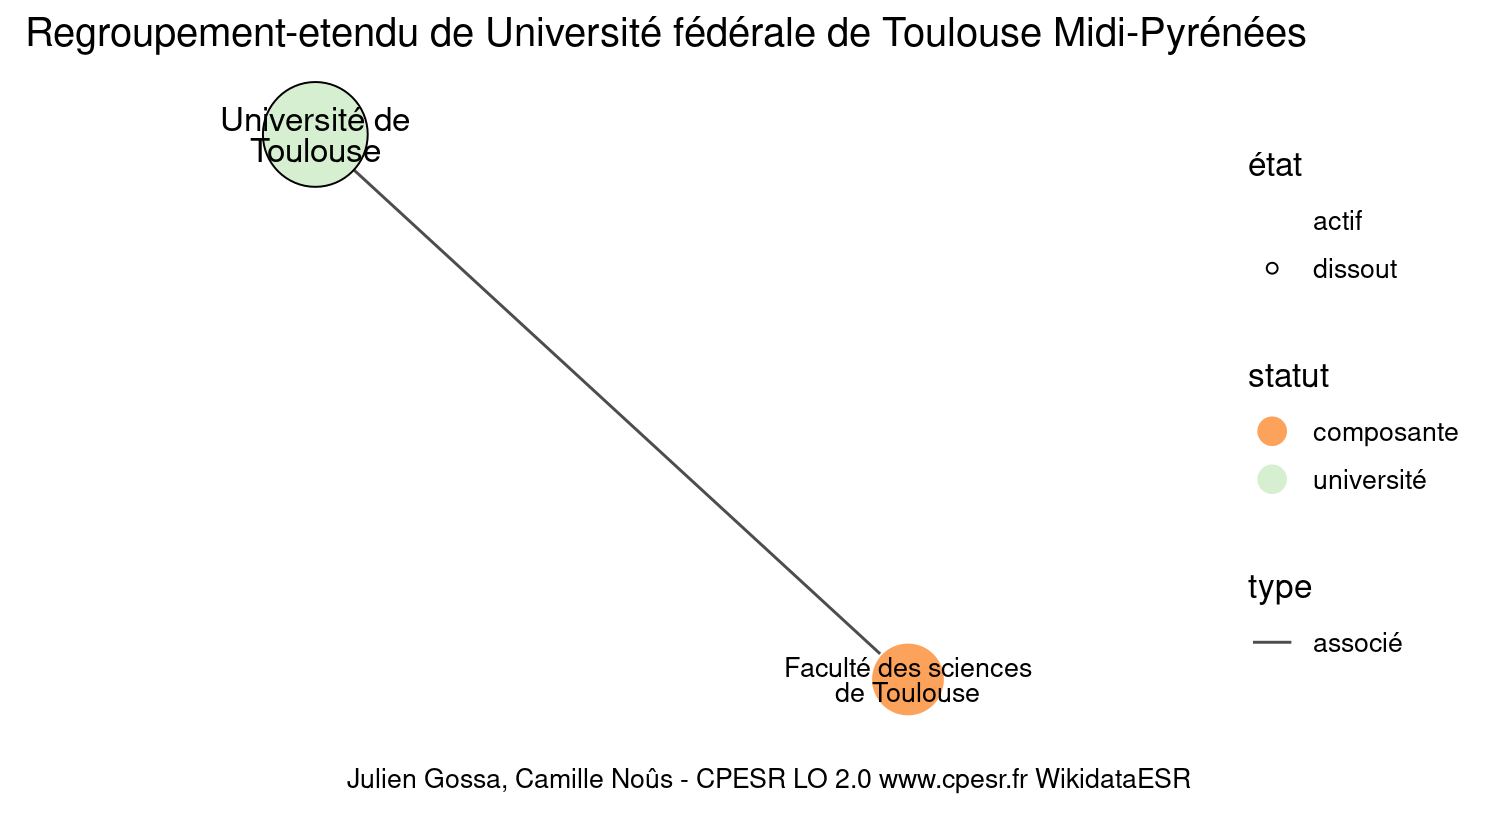 Regroupement-etendu de Université fédérale de Toulouse Midi-Pyrénées
Université de
Toulouse
état
actif
dissout
statut
composante
université
type
associé
Faculté des sciences
de Toulouse
Julien Gossa, Camille Noûs - CPESR LO 2.0 www.cpesr.fr WikidataESR